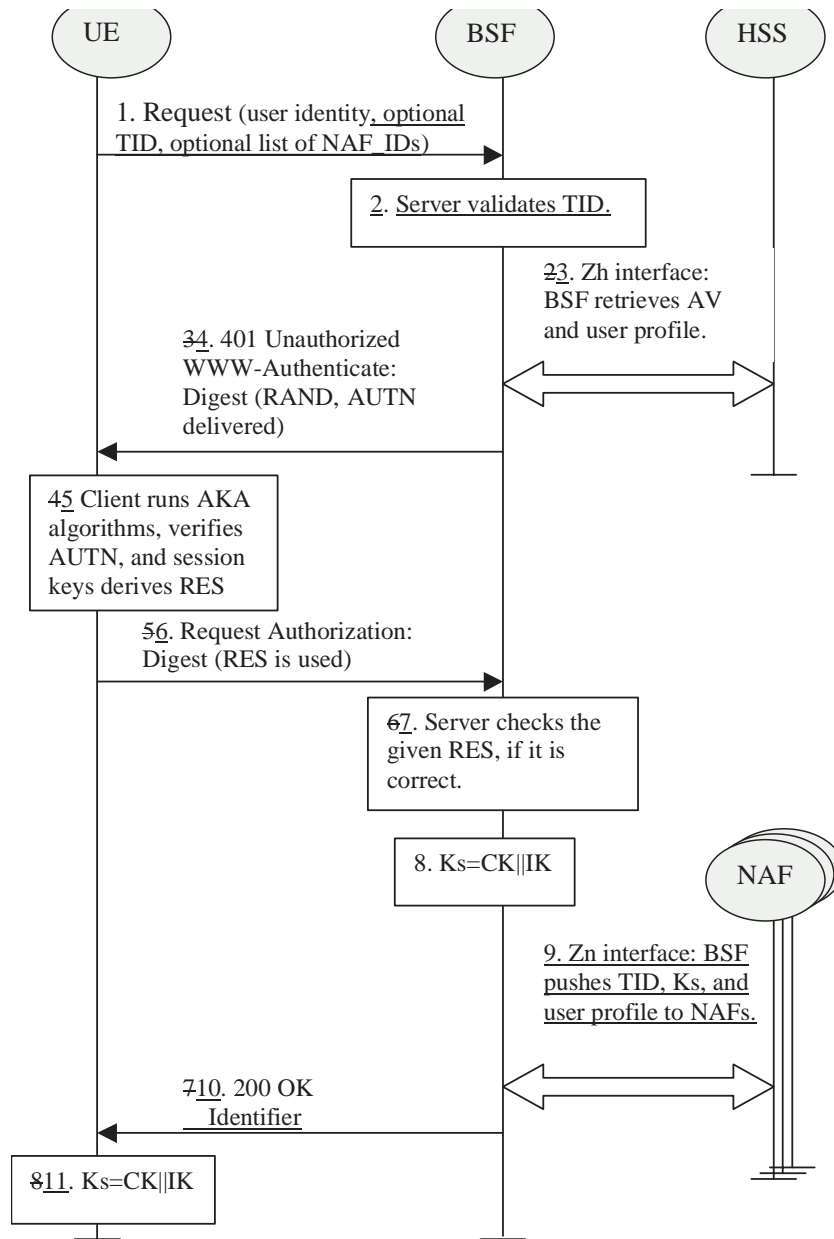 UE
BSF
HSS
1. Request (user identity, optional
TID, optional list of NAF_IDs)
2. Server validates TID.
23. Zh interface:
BSF retrieves AV
and user profile.
34. 401 Unauthorized
WWW-Authenticate:
Digest (RAND, AUTN
delivered)
45 Client runs AKA
algorithms, verifies
AUTN, and session
keys derives RES
56. Request Authorization:
Digest (RES is used)
67. Server checks the
given RES, if it is
correct.
8. Ks=CK||IK
NAF
9. Zn interface: BSF
pushes TID, Ks, and
user profile to NAFs.
710. 200 OK
Identifier
811. Ks=CK||IK